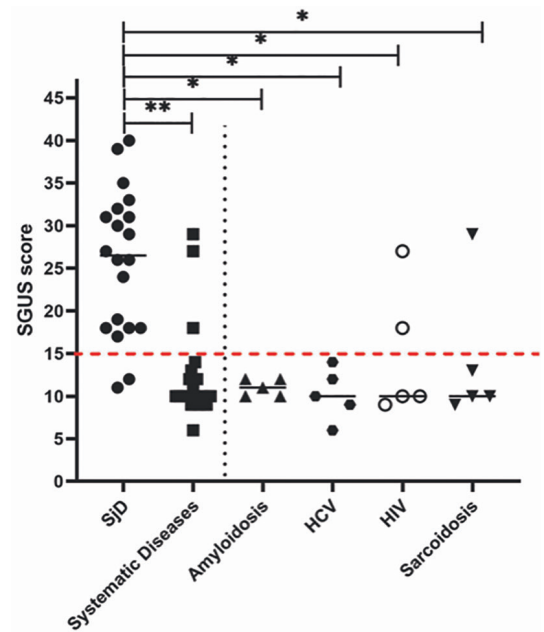 *
*
*
*
**
SGUS score
45
40
35
30
25
20
15
10
5
0
SjD
Systematic Diseases
Amyloidosis
HCV
HIV
Sarcoidosis